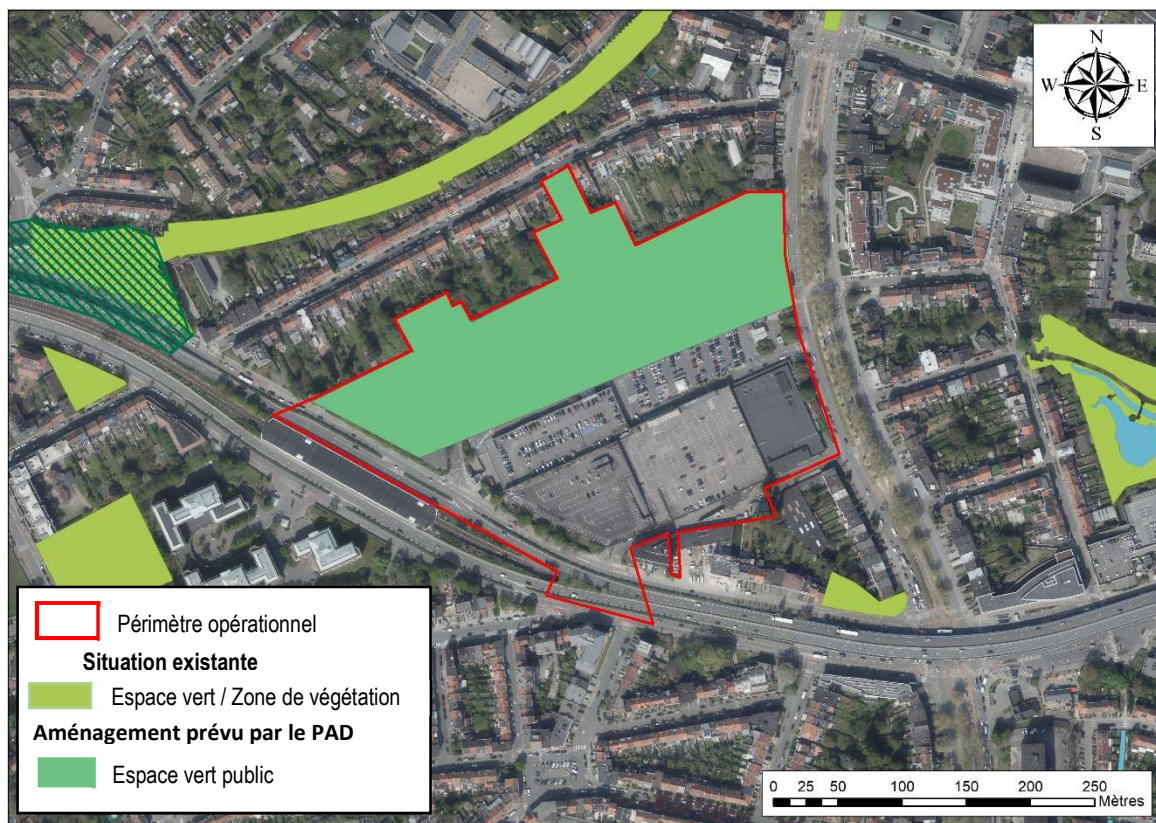 N
W E
S
Périmètre opérationnel
Situation existante
Espace vert / Zone de végétation
Aménagement prévu par le PAD
Espace vert public
0 25 50 100 150 200 250
Mètres